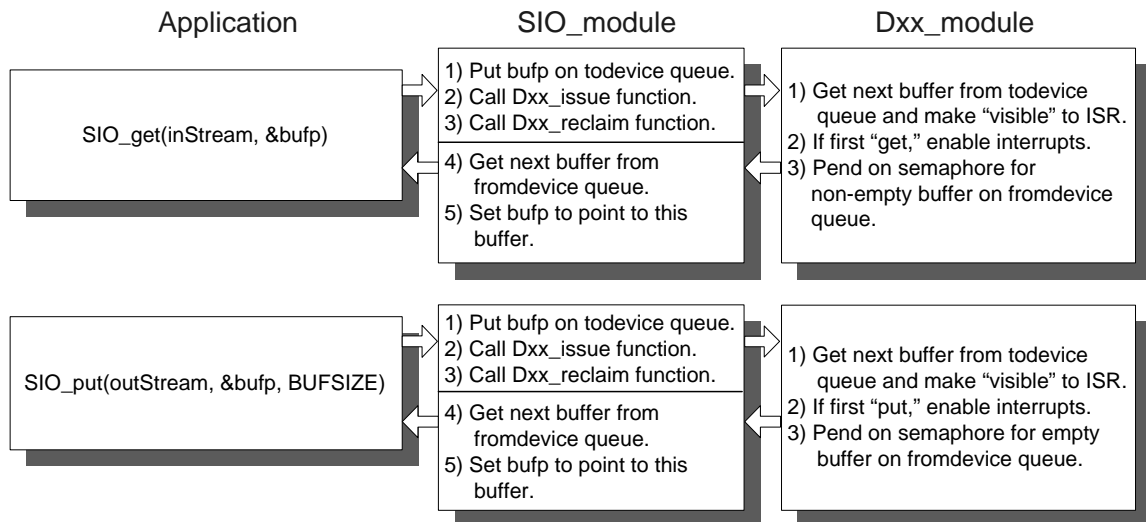 Application
SIO_module
Dxx_module
SIO_get(inStream, &bufp)
1) Put bufp on todevice queue.
2) Call Dxx_issue function.
3) Call Dxx_reclaim function.
4) Get next buffer from
fromdevice queue.
5) Set bufp to point to this
buffer.
1) Get next buffer from todevice
queue and make “visible” to ISR.
2) If first “get,” enable interrupts.
3) Pend on semaphore for
non-empty buffer on fromdevice
queue.
SIO_put(outStream, &bufp, BUFSIZE)
1) Put bufp on todevice queue.
2) Call Dxx_issue function.
3) Call Dxx_reclaim function.
4) Get next buffer from
fromdevice queue.
5) Set bufp to point to this
buffer.
1) Get next buffer from todevice
queue and make “visible” to ISR.
2) If first “put,” enable interrupts.
3) Pend on semaphore for empty
buffer on fromdevice queue.